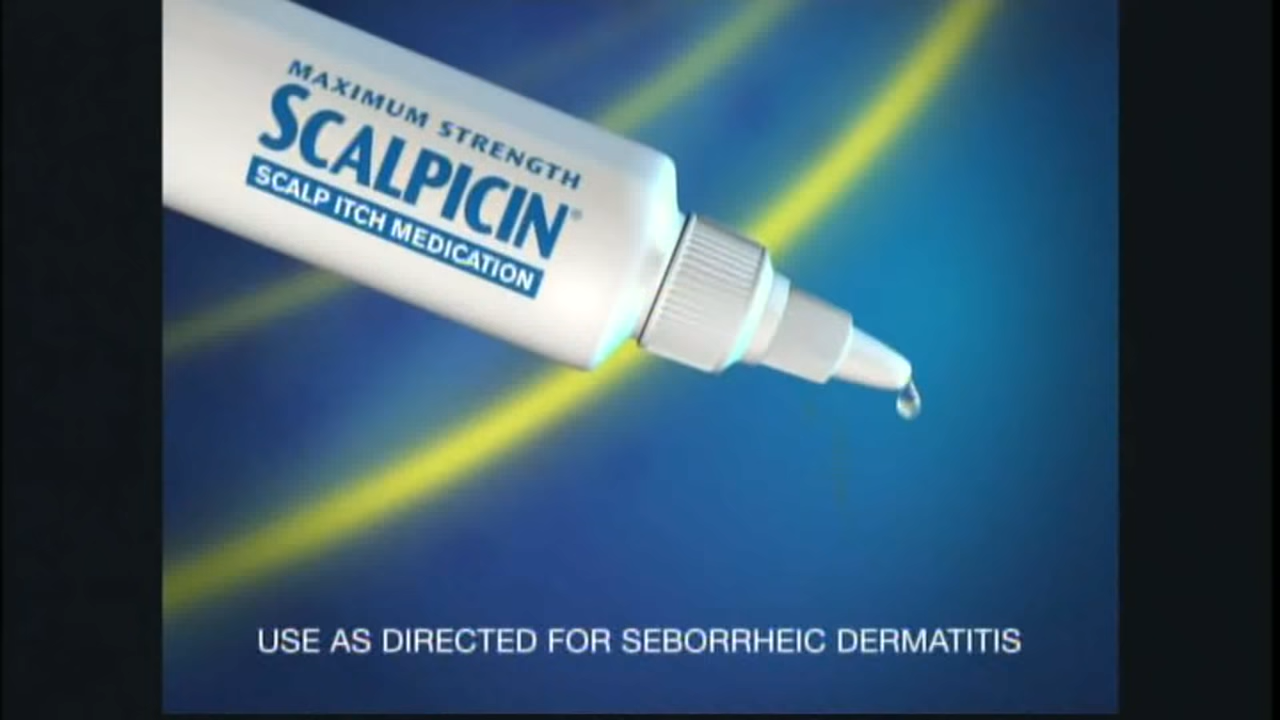 MAXIMUM STRENGTH
SCALPICIN®
SCALP ITCH MEDICATION
USE AS DIRECTED FOR SEBORRHEIC DERMATITIS